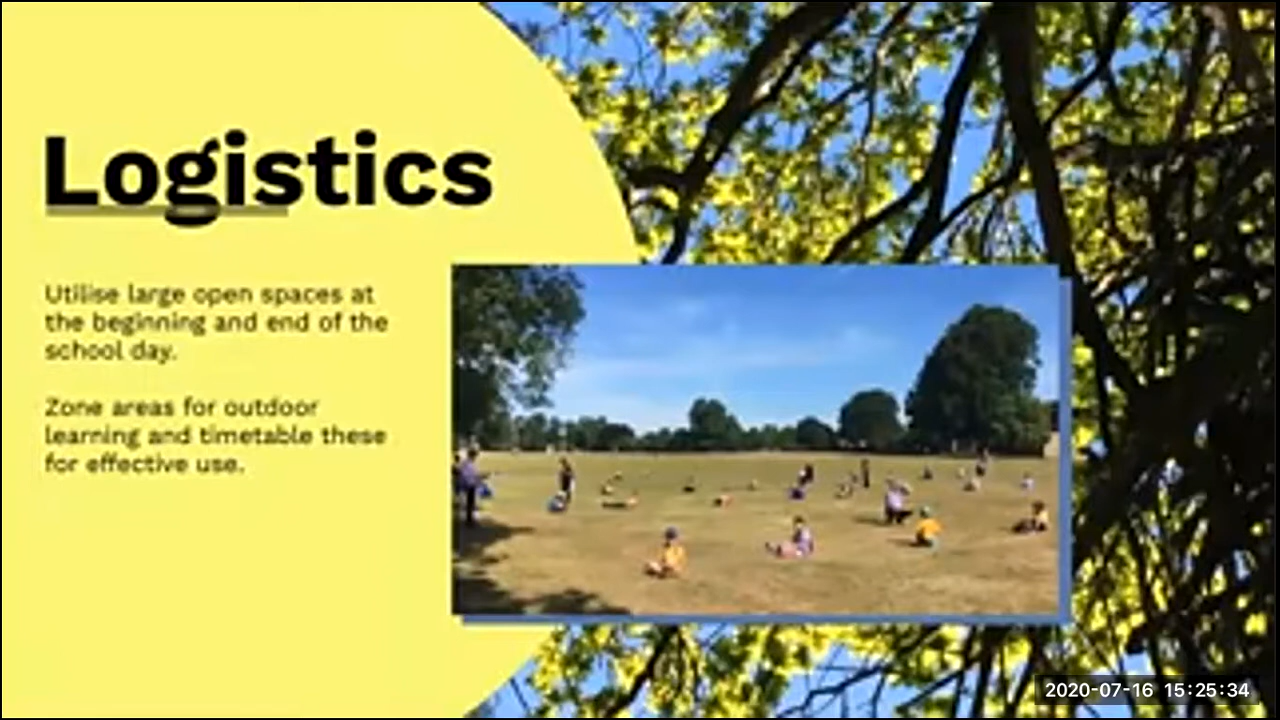 Logistics
Utilise large open spaces at
the beginning and end of the
school day.
Zone areas for outdoor
learning and timetable these
for effective use.
2020-07-16 15:25:34